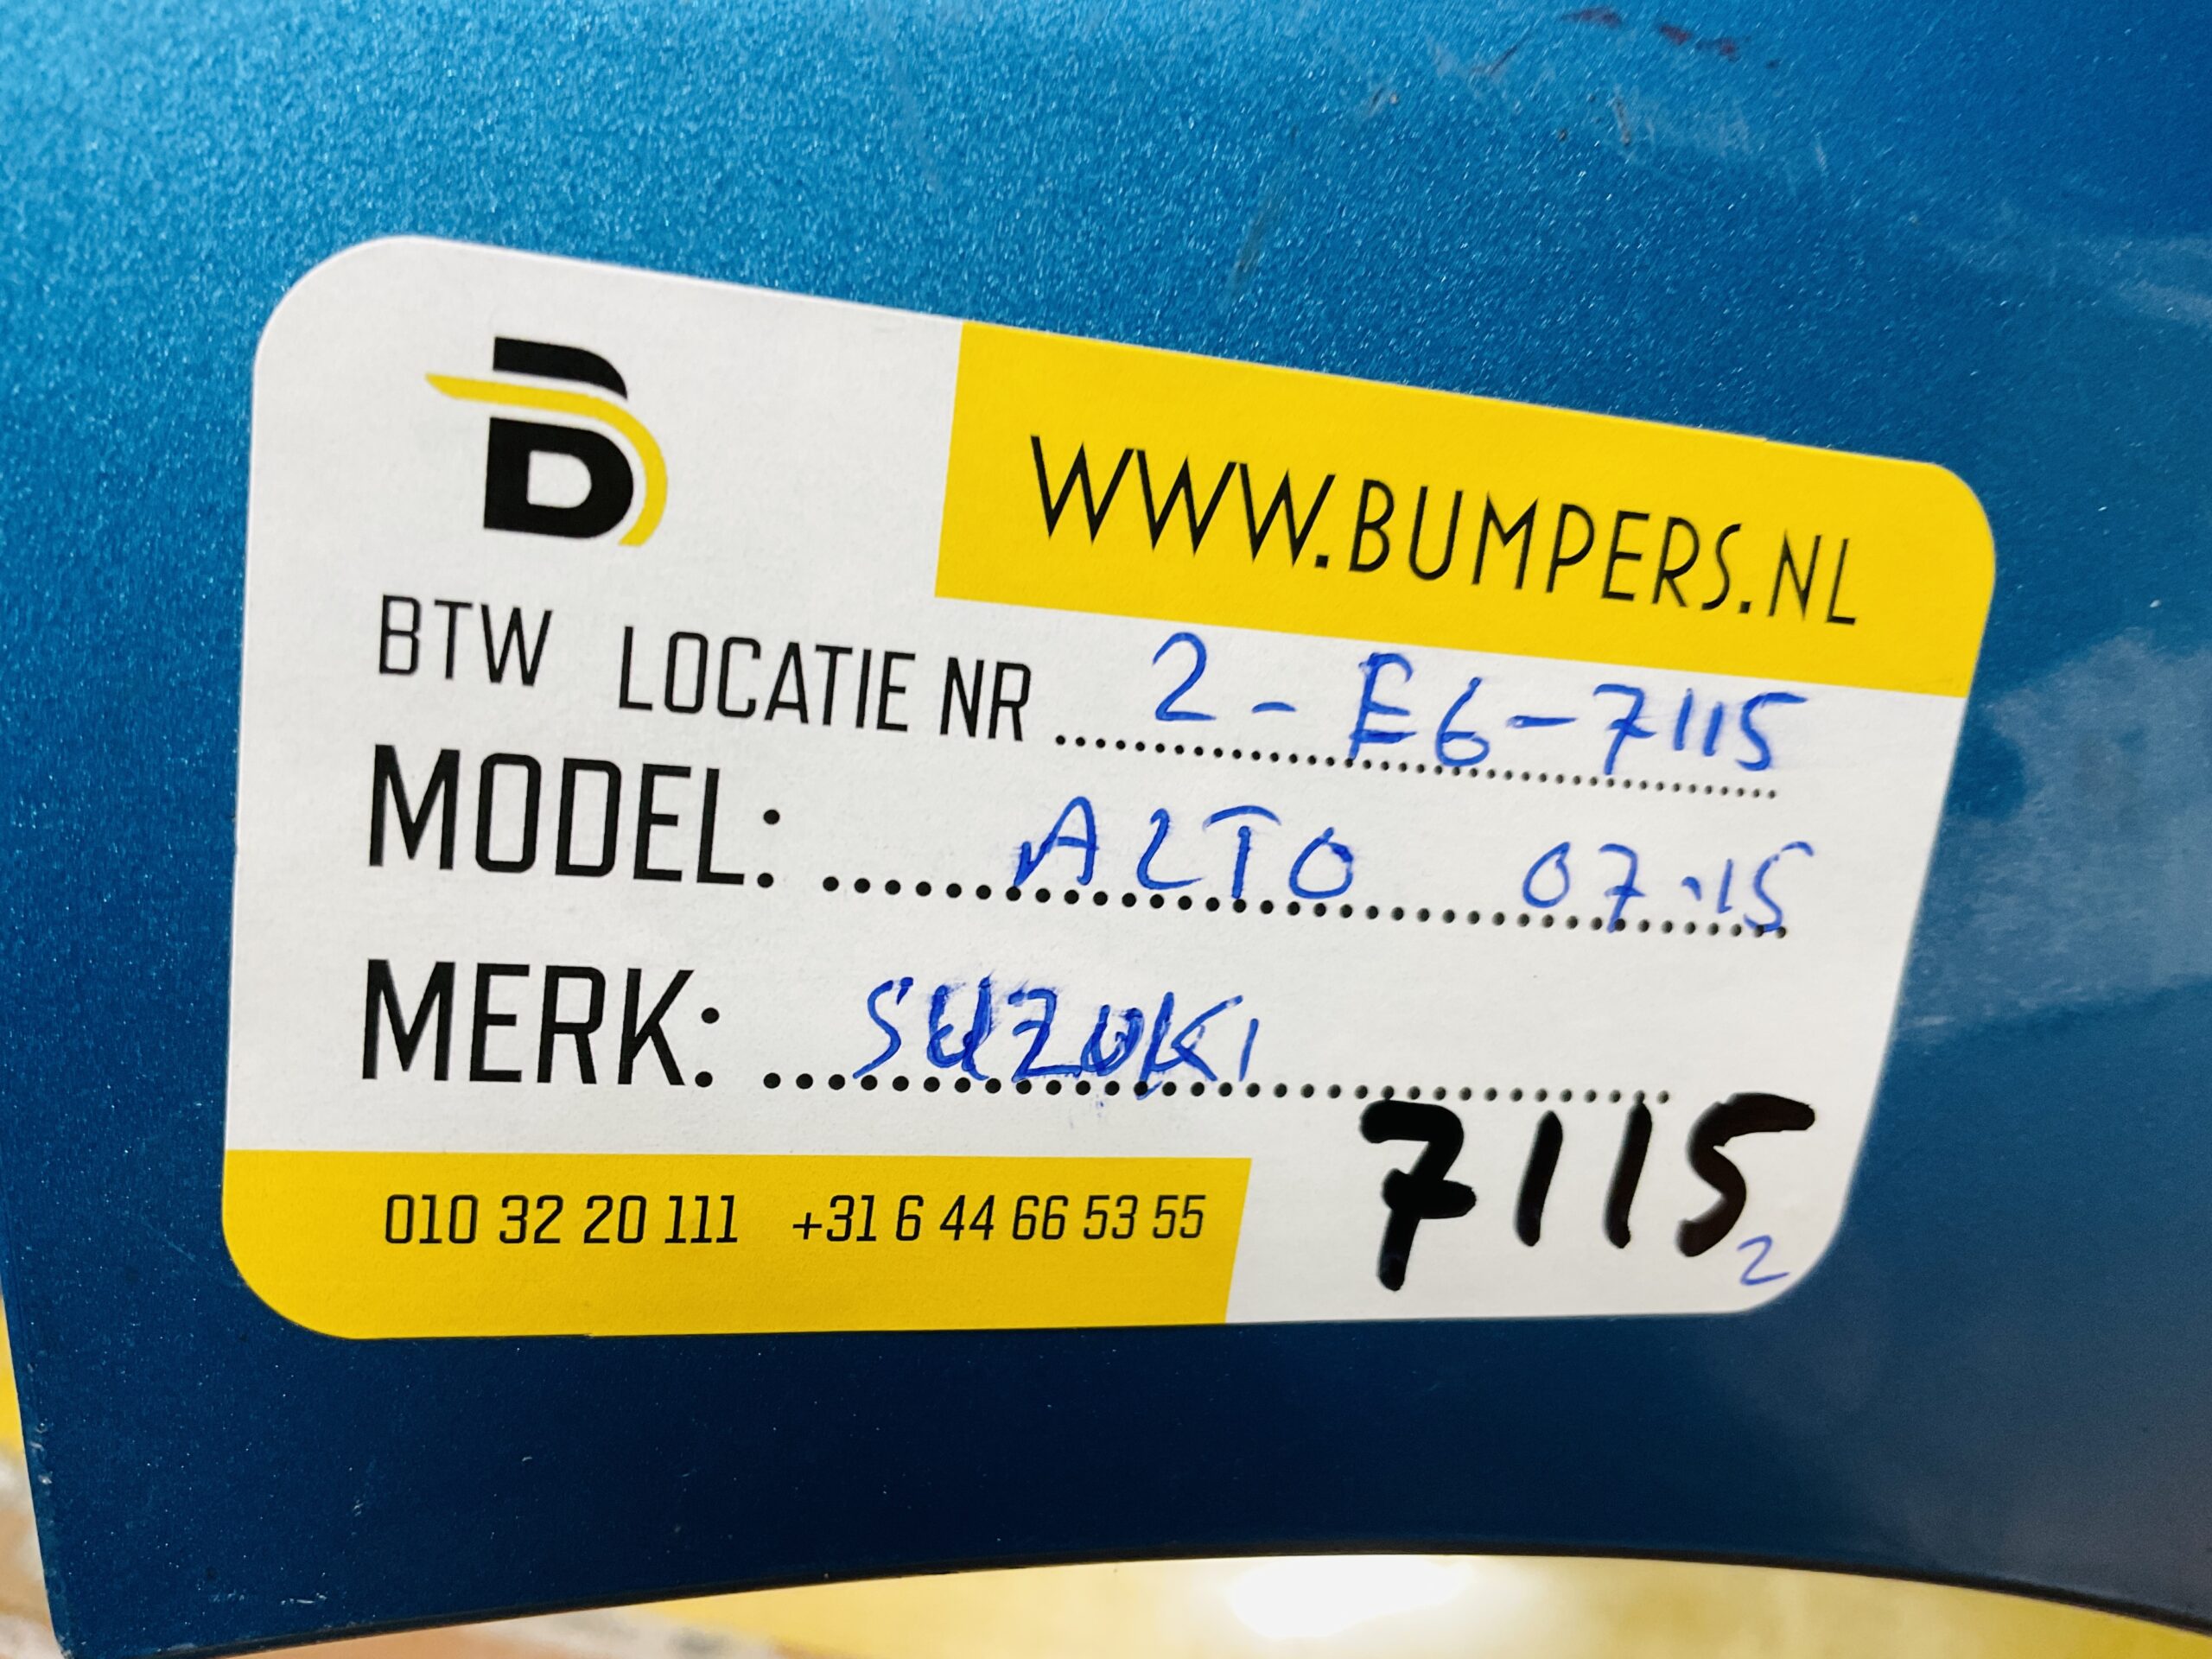 B
WWW.BUMPERS.NL
BTW LOCATIE NR 2-E6-7115
MODEL: ALTO 07-15
MERK: SUZUKI
7115
2
010 32 20 111 +31 6 44 66 53 55